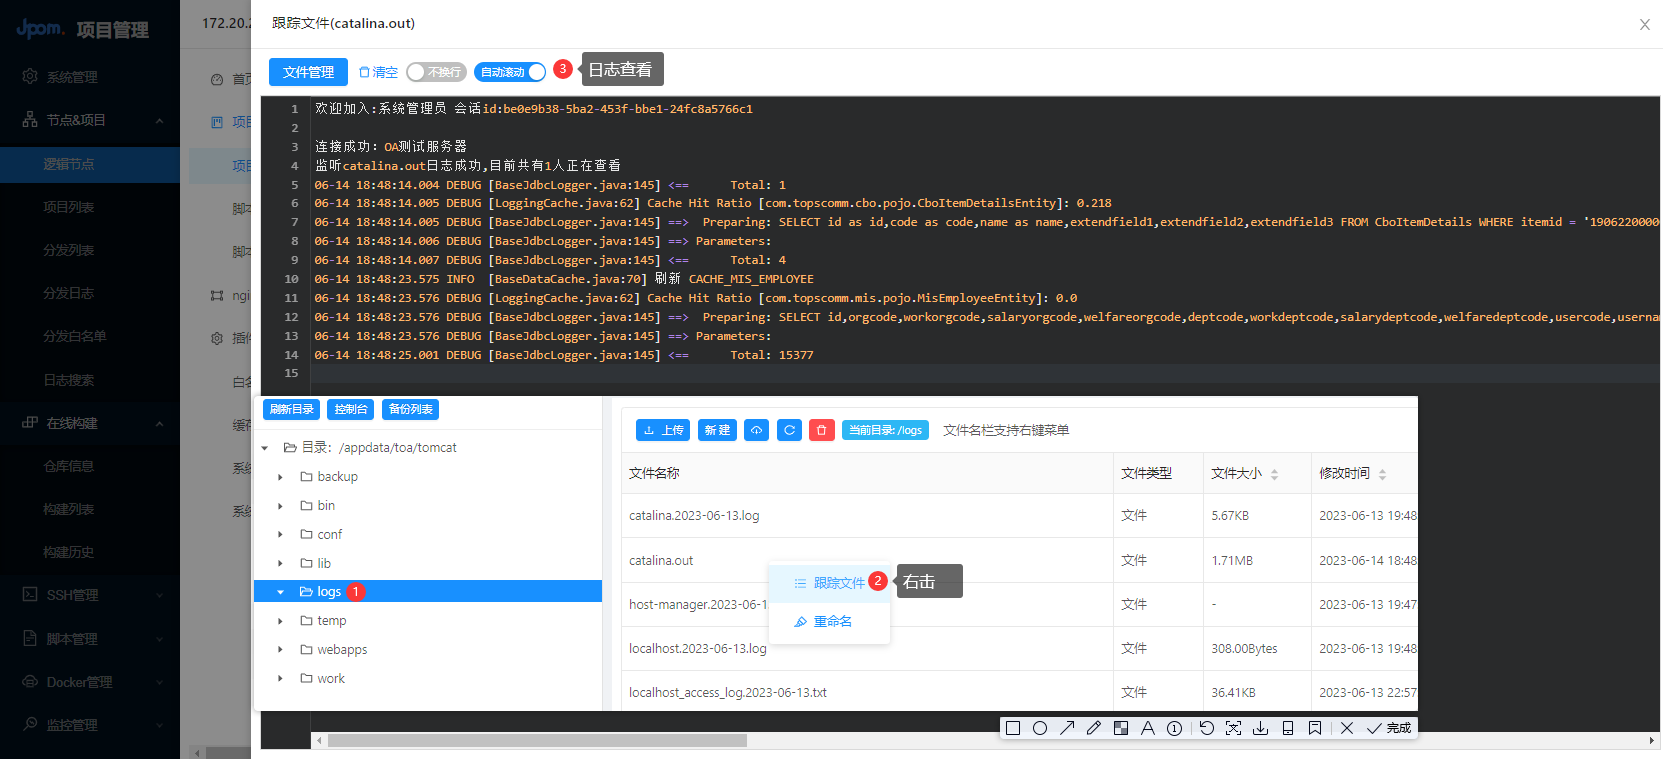 Jpom. 项目管理
系统管理
节点&项目
逻辑节点
项目列表
分发列表
分发日志
分发白名单
日志搜索
在线构建
仓库信息
构建列表
构建历史
SSH管理
脚本管理
Docker管理
监控管理
172.20.2
首页
项目
项目
脚本
脚本
ngi
插件
白名
缓存
系统
系统
跟踪文件(catalina.out)
文件管理 清空 不换行 自动滚动 3 日志查看
1 欢迎加入:系统管理员 会话id:be0e9b38-5ba2-453f-bbe1-24fc8a5766c1
2
3 连接成功：OA测试服务器
4 监听catalina.out日志成功,目前共有1人正在查看
5 06-14 18:48:14.004 DEBUG [BaseJdbcLogger.java:145] <==      Total: 1
6 06-14 18:48:14.005 DEBUG [LoggingCache.java:62] Cache Hit Ratio [com.topscomm.cbo.pojo.CboItemDetailsEntity]: 0.218
7 06-14 18:48:14.005 DEBUG [BaseJdbcLogger.java:145] ==>  Preparing: SELECT id as id,code as code,name as name,extendfield1,extendfield2,extendfield3 FROM CboItemDetails WHERE itemid = '190622000
8 06-14 18:48:14.006 DEBUG [BaseJdbcLogger.java:145] ==> Parameters:
9 06-14 18:48:14.007 DEBUG [BaseJdbcLogger.java:145] <==      Total: 4
10 06-14 18:48:23.575 INFO  [BaseDataCache.java:70] 刷新 CACHE_MIS_EMPLOYEE
11 06-14 18:48:23.576 DEBUG [LoggingCache.java:62] Cache Hit Ratio [com.topscomm.mis.pojo.MisEmployeeEntity]: 0.0
12 06-14 18:48:23.576 DEBUG [BaseJdbcLogger.java:145] ==>  Preparing: SELECT id,orgcode,workorgcode,salaryorgcode,welfareorgcode,deptcode,workdeptcode,salarydeptcode,welfaredeptcode,usercode,userna
13 06-14 18:48:23.576 DEBUG [BaseJdbcLogger.java:145] ==> Parameters:
14 06-14 18:48:25.001 DEBUG [BaseJdbcLogger.java:145] <==      Total: 15377
15
刷新目录 控制台 备份列表
目录：/appdata/toa/tomcat
backup
bin
conf
lib
logs 1
temp
webapps
work
上传 新建 当前目录: /logs 文件名栏支持右键菜单
文件名称 文件类型 文件大小 修改时间
catalina.2023-06-13.log 文件 5.67KB 2023-06-13 19:48
catalina.out 文件 1.71MB 2023-06-14 18:48
跟踪文件 2 右击
host-manager.2023-06-1 文件 - 2023-06-13 19:47
重命名
localhost.2023-06-13.log 文件 308.00Bytes 2023-06-13 19:48
localhost_access_log.2023-06-13.txt 文件 36.41KB 2023-06-13 22:57
完成